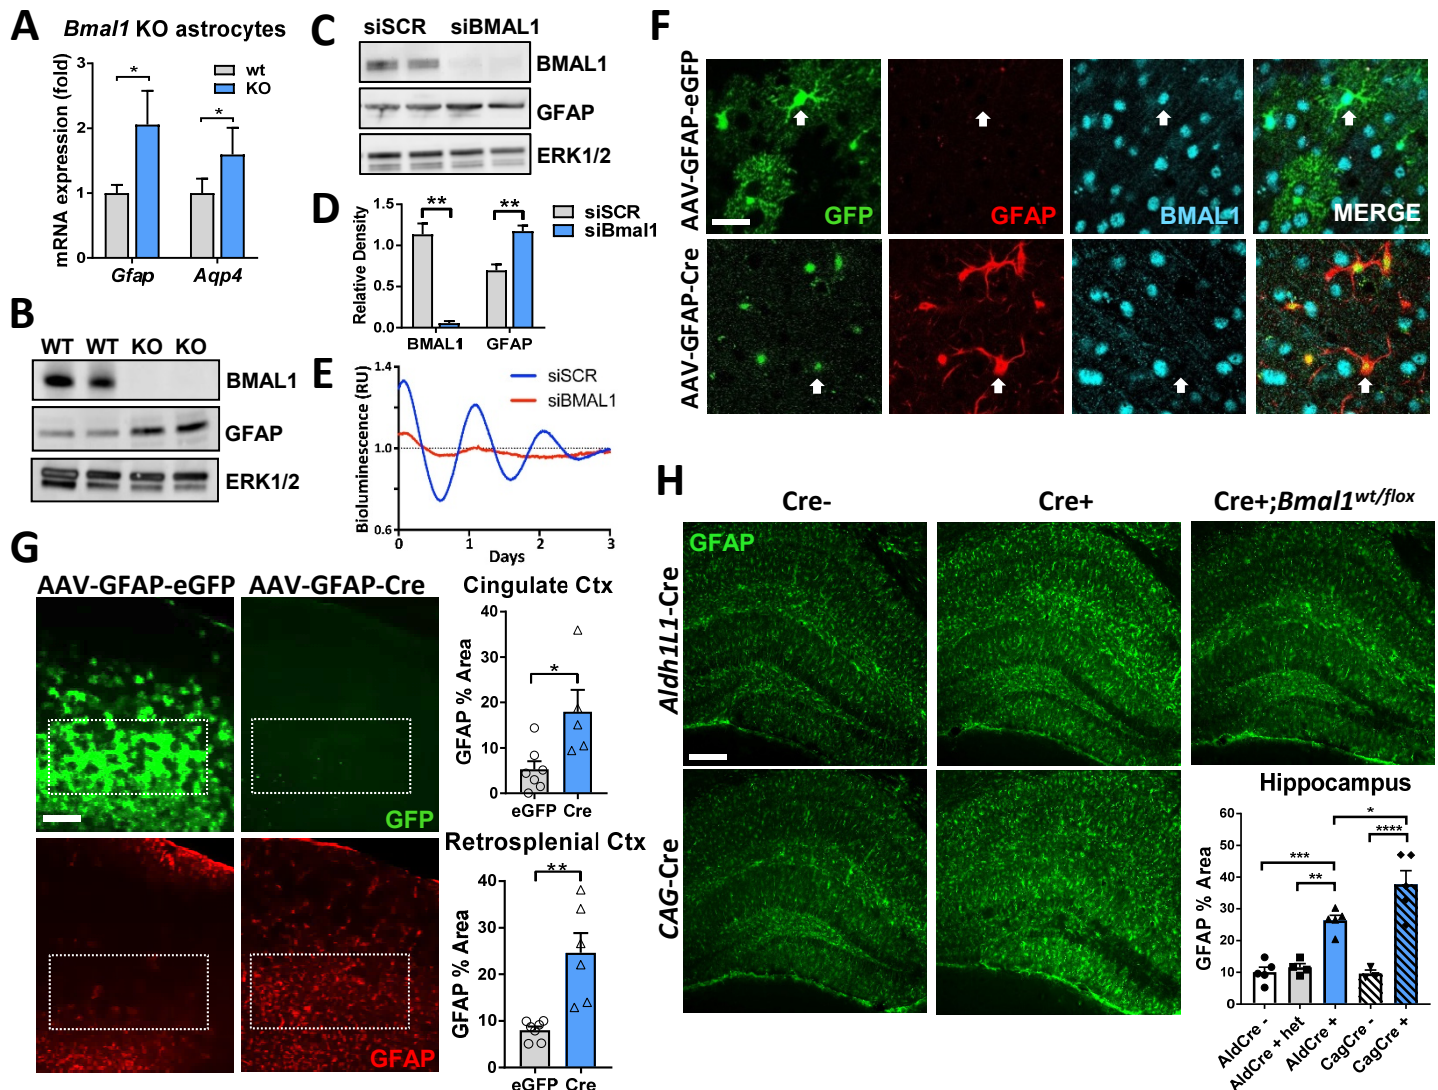 A
Bmal1 KO astrocytes
mRNA expression (fold)
3
2
1
0
*
*
wt
KO
Gfap
Aqp4
B
WT WT KO KO
BMAL1
GFAP
ERK1/2
C
siSCR siBMAL1
BMAL1
GFAP
ERK1/2
D
Relative Density
1.5
1.0
0.5
0.0
**
**
siSCR
siBmal1
BMAL1
GFAP
E
Bioluminescence (RU)
1.4
1.0
0.6
siSCR
siBMAL1
0 1 2 3
Days
F
AAV-GFAP-eGFP
GFP
GFAP
BMAL1
MERGE
AAV-GFAP-Cre
G
AAV-GFAP-eGFP
AAV-GFAP-Cre
GFP
GFAP
Cingulate Ctx
GFAP % Area
40
30
20
10
0
*
eGFP Cre
Retrosplenial Ctx
GFAP % Area
40
30
20
10
0
**
eGFP Cre
H
Cre-
Cre+
Cre+;Bmal1wt/flox
Aldh1L1-Cre
GFAP
CAG-Cre
Hippocampus
GFAP % Area
60
50
40
30
20
10
0
*
****
***
**
AldCre -
AldCre + het
AldCre +
CagCre -
CagCre +